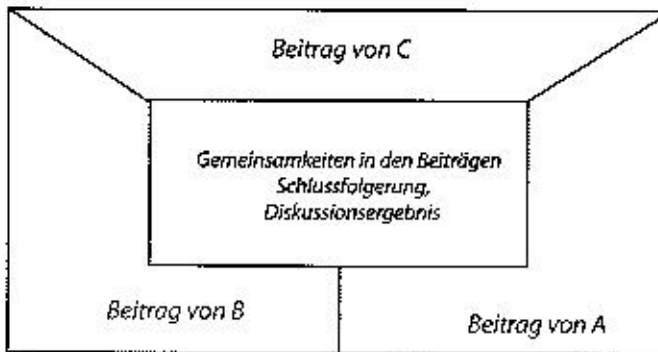 Beitrag von C
Gemeinsamkeiten in den Beiträgen
Schlussfolgerung,
Diskussionsergebnis
Beitrag von B
Beitrag von A